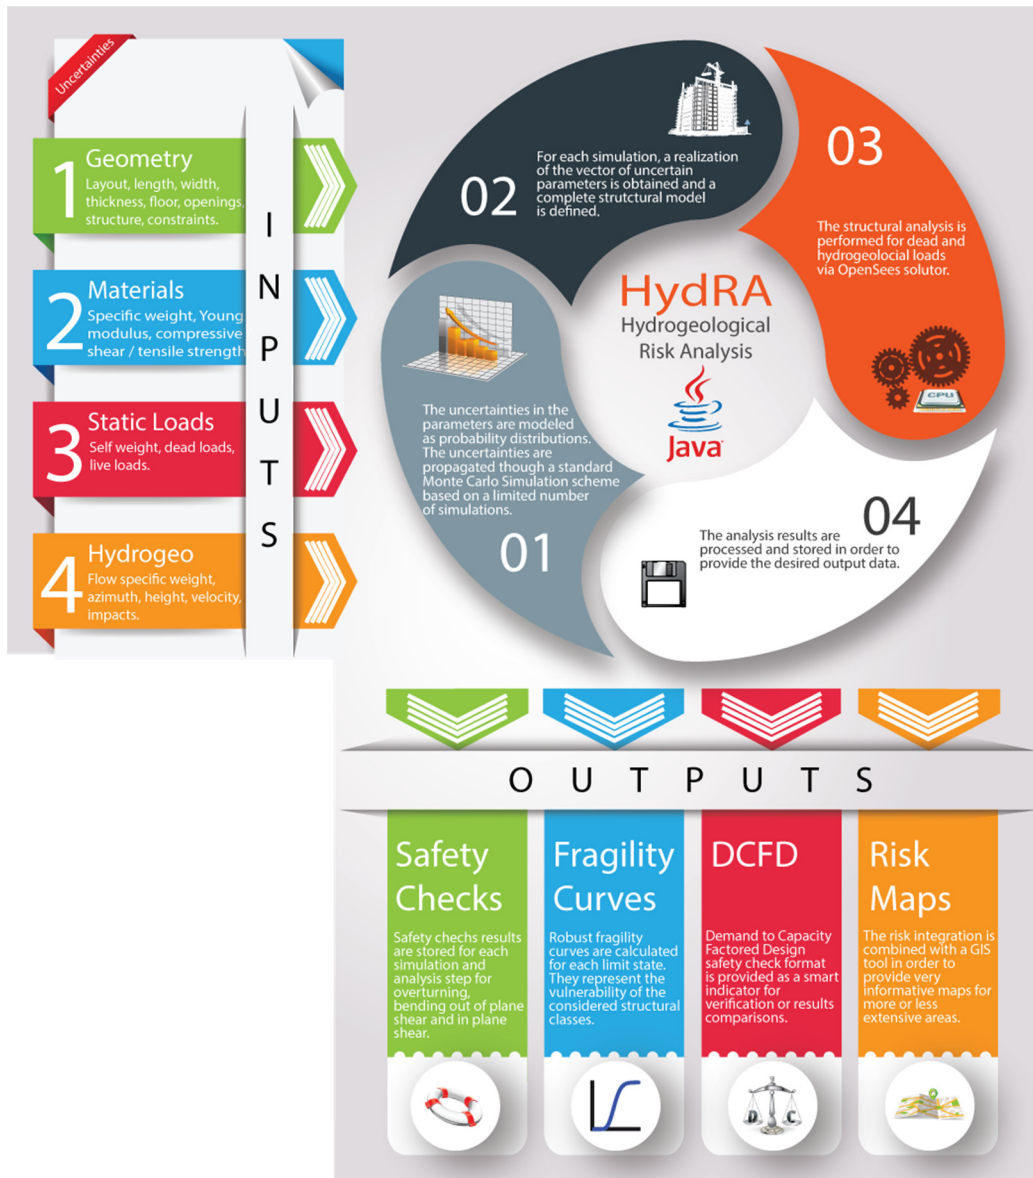 Uncertainties
INPUTS
1
Geometry
Layout, length, width,
thickness, floor, openings,
structure, constraints.
2
Materials
Specific weight, Young
modulus, compressive
shear / tensile strength
3
Static Loads
Self weight, dead loads,
live loads.
4
Hydrogeo
Flow specific weight,
azimuth, height, velocity,
impacts.
HydRA
Hydrogeological
Risk Analysis
Java
The uncertainties in the
parameters are modeled
as probability distributions.
The uncertainties are
propagated though a standard
Monte Carlo Simulation scheme
based on a limited number
of simulations.
01
02
For each simulation, a realization
of the vector of uncertain
parameters is obtained and a
complete strutctural model
is defined.
03
The structural analysis is
performed for dead and
hydrogeolocial loads
via OpenSees solutor.
CPU
04
The analysis results are
processed and stored in order to
provide the desired output data.
OUTPUTS
Safety
Checks
Safety chechs results
are stored for each
simulation and
analysis step for
overturning,
bending out of plane
shear and in plane
shear.
Fragility
Curves
Robust fragility
curves are calculated
for each limit state.
They represent the
vulnerability of the
considered structural
classes.
DCFD
Demand to Capacity
Factored Design
safety check format
is provided as a smart
indicator for
verification or results
comparisons.
D C
Risk
Maps
The risk integration is
combined with a GIS
tool in order to
provide very
informative maps for
more or less
extensive areas.